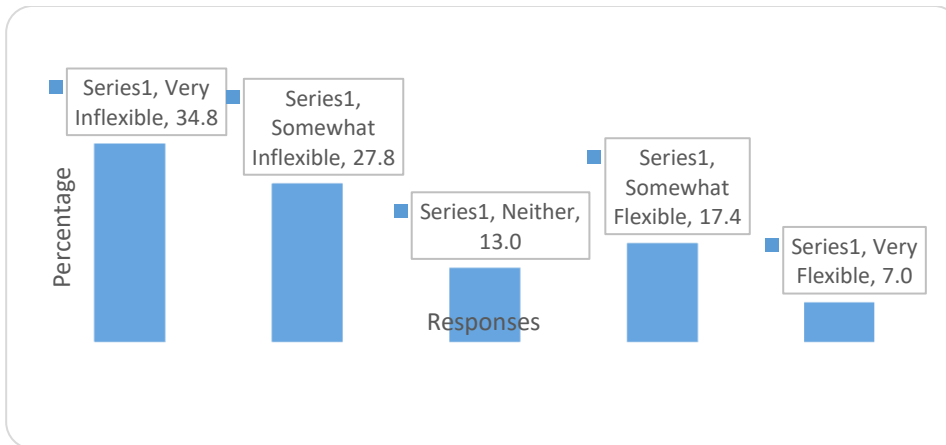 Series1, Very
Inflexible, 34.8
Series1,
Somewhat
Inflexible, 27.8
Series1, Neither,
13.0
Series1,
Somewhat
Flexible, 17.4
Series1, Very
Flexible, 7.0
Percentage
Responses